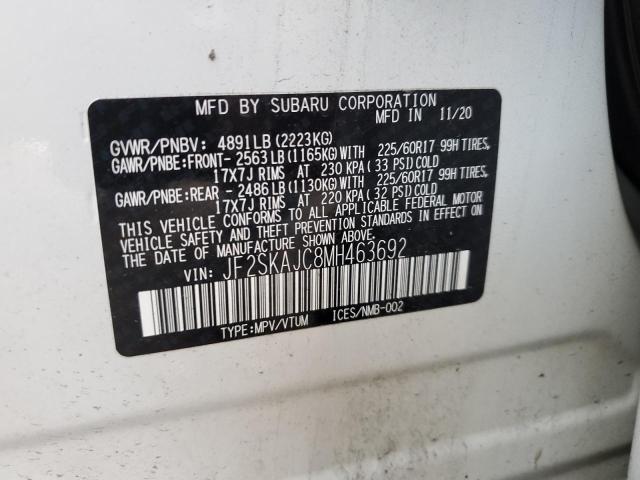 MFD BY SUBARU CORPORATION
MFD IN 11/20
GVWR/PNBV: 4891LB(2223KG)
GAWR/PNBE:FRONT- 2563LB(1165KG)WITH 225/60R17 99H TIRES,
17X7J RIMS AT 230 KPA(33 PSI)COLD
GAWR/PNBE:REAR - 2486LB(1130KG)WITH 225/60R17 99H TIRES,
17X7J RIMS AT 220 KPA(32 PSI)COLD
THIS VEHICLE CONFORMS TO ALL APPLICABLE FEDERAL MOTOR
VEHICLE SAFETY AND THEFT PREVENTION STANDARDS IN EFFECT ON
THE DATE OF MANUFACTURE SHOWN ABOVE.
VIN: JF2SKAJC8MH463692
TYPE:MPV/VTUM ICES/NMB-002